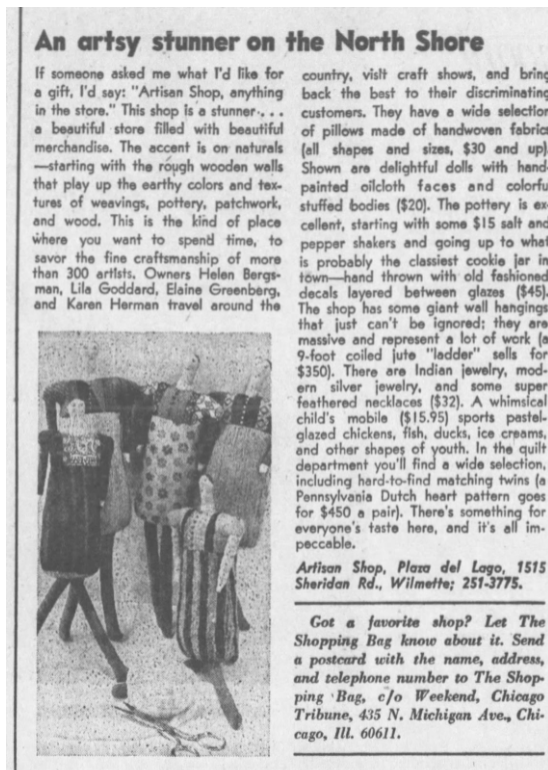 An artsy stunner on the North Shore
If someone asked me what I'd like for
a gift, I'd say: "Artisan Shop, anything
in the store." This shop is a stunner . . .
a beautiful store filled with beautiful
merchandise. The accent is on naturals
—starting with the rough wooden walls
that play up the earthy colors and tex-
tures of weavings, pottery, patchwork,
and wood. This is the kind of place
where you want to spend time, to
savor the fine craftsmanship of more
than 300 artists. Owners Helen Bergs-
man, Lila Goddard, Elaine Greenberg,
and Karen Herman travel around the
country, visit craft shows, and bring
back the best to their discriminating
customers. They have a wide selection
of pillows made of handwoven fabric
(all shapes and sizes, $30 and up).
Shown are delightful dolls with hand-
painted oilcloth faces and colorfu
stuffed bodies ($20). The pottery is ex-
cellent, starting with some $15 salt and
pepper shakers and going up to what
is probably the classiest cookie jar in
town—hand thrown with old fashioned
decals layered between glazes ($45).
The shop has some giant wall hangings
that just can't be ignored; they are
massive and represent a lot of work (a
9-foot coiled jute "ladder" sells for
$350). There are Indian jewelry, mod-
ern silver jewelry, and some super
feathered necklaces ($32). A whimsical
child's mobile ($15.95) sports pastel-
glazed chickens, fish, ducks, ice creams,
and other shapes of youth. In the quilt
department you'll find a wide selection,
including hard-to-find matching twins (a
Pennsylvania Dutch heart pattern goes
for $450 a pair). There's something for
everyone's taste here, and it's all im-
peccable.
Artisan Shop, Plaza del Lago, 1515
Sheridan Rd., Wilmette; 251-3775.
Got a favorite shop? Let The
Shopping Bag know about it. Send
a postcard with the name, address,
and telephone number to The Shop-
ping Bag, c/o Weekend, Chicago
Tribune, 435 N. Michigan Ave., Chi-
cago, Ill. 60611.